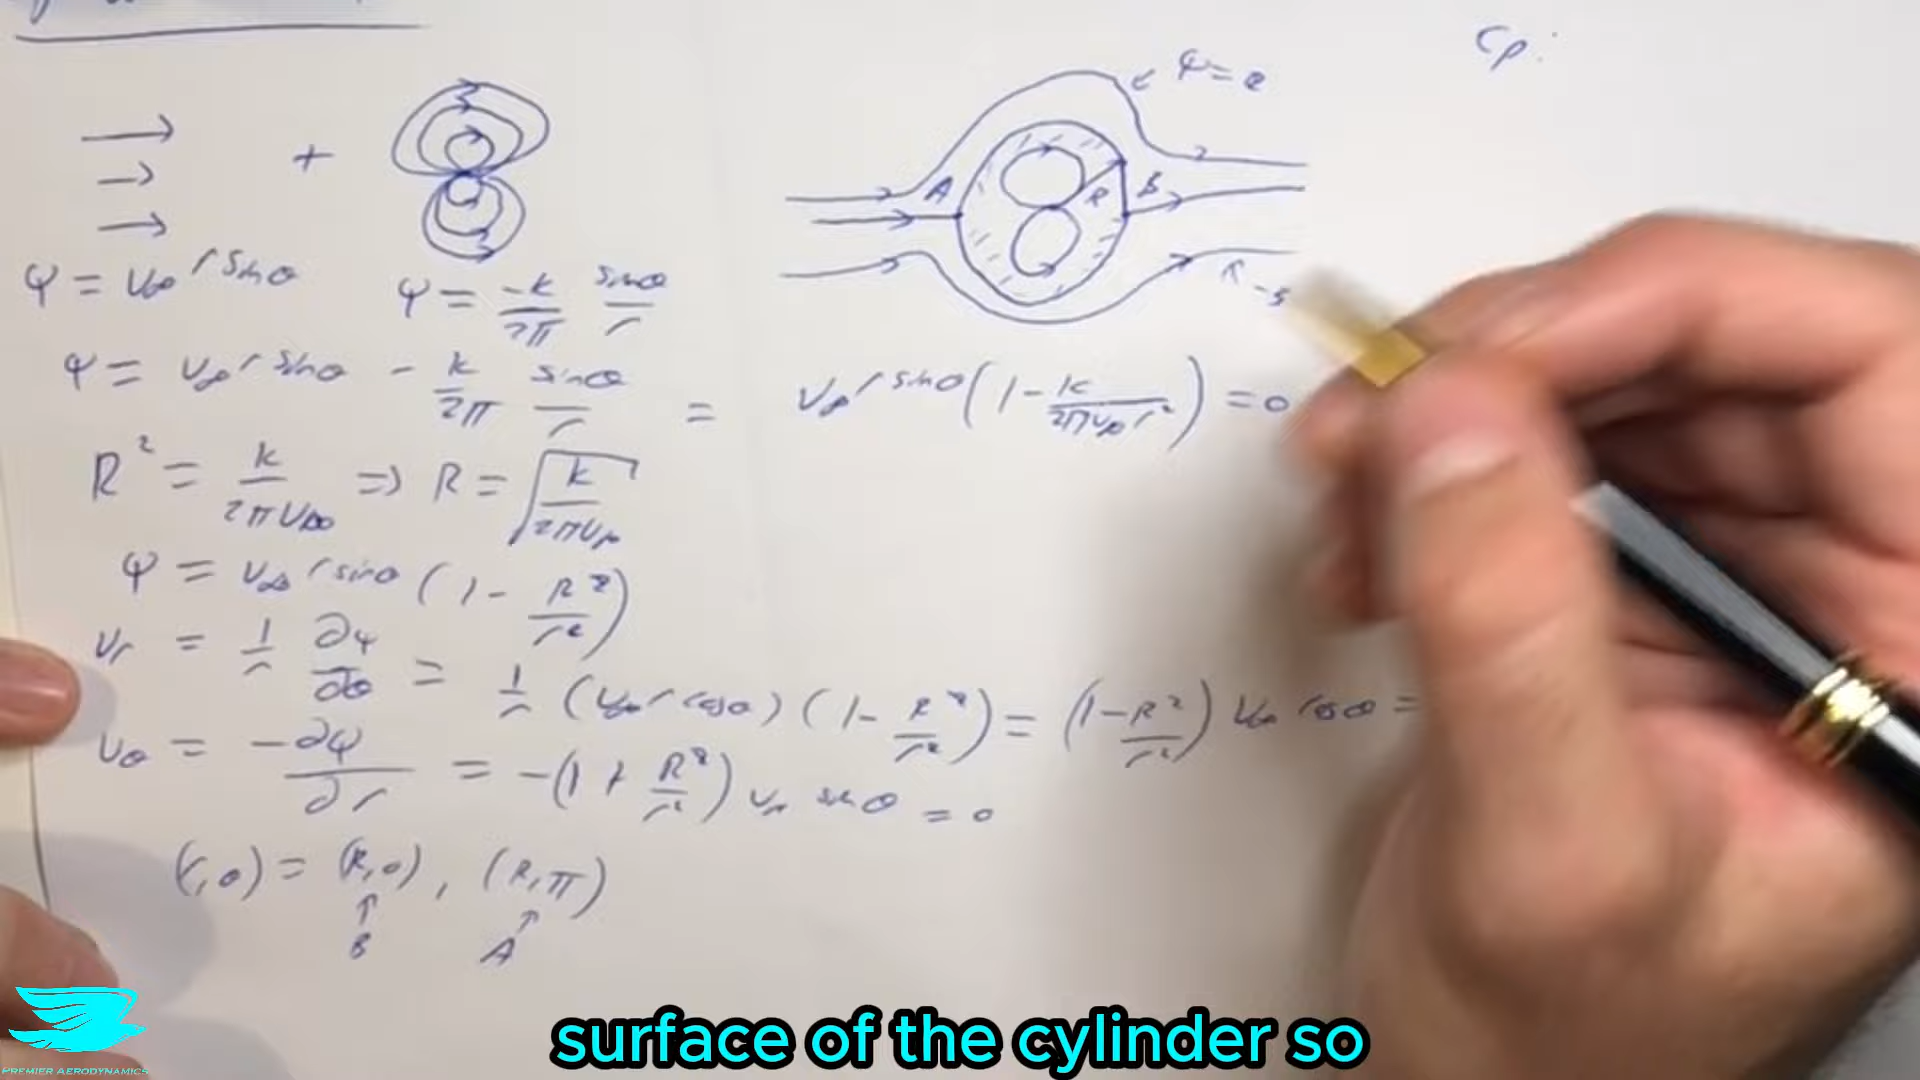 Cp:
+
ψ = 2
A
R
B
-5
ψ = V∞ r sinθ
ψ = -k/2π sinθ/r
ψ = V∞ r sinθ - k/2π sinθ/r = V∞ r sinθ (1 - k/2πV∞r²) = 0
R² = k/2πV∞ => R = √(k/2πV∞)
ψ = V∞ r sinθ (1 - R²/r²)
Vr = 1/r ∂ψ/∂θ = 1/r (V∞ r cosθ) (1 - R²/r²) = (1 - R²/r²) V∞ cosθ =
Vθ = -∂ψ/∂r = -(1 + R²/r²) V∞ sinθ = 0
(r,θ) = (R,0), (R,π)
B A
surface of the cylinder so
PREMIER AERODYNAMICS